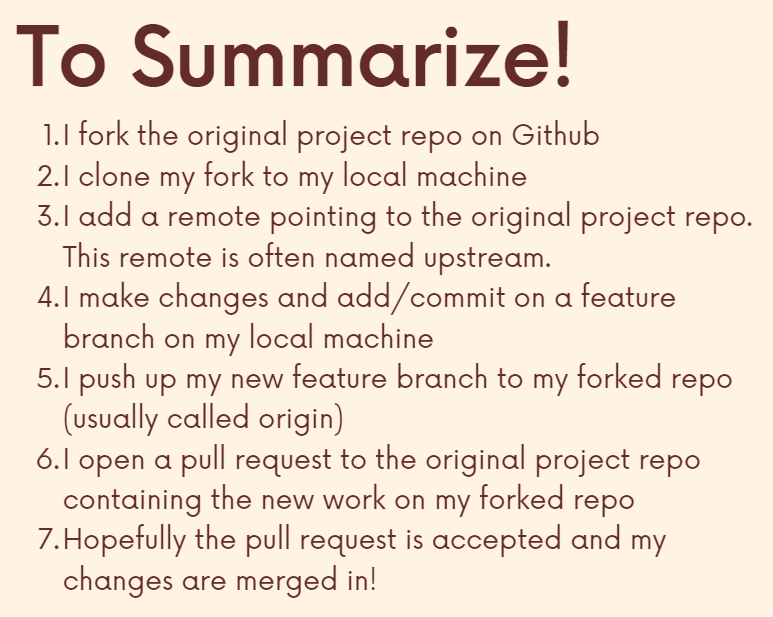 To Summarize!
1.I fork the original project repo on Github
2.I clone my fork to my local machine
3.I add a remote pointing to the original project repo.
This remote is often named upstream.
4.I make changes and add/commit on a feature
branch on my local machine
5.I push up my new feature branch to my forked repo
(usually called origin)
6.I open a pull request to the original project repo
containing the new work on my forked repo
7.Hopefully the pull request is accepted and my
changes are merged in!